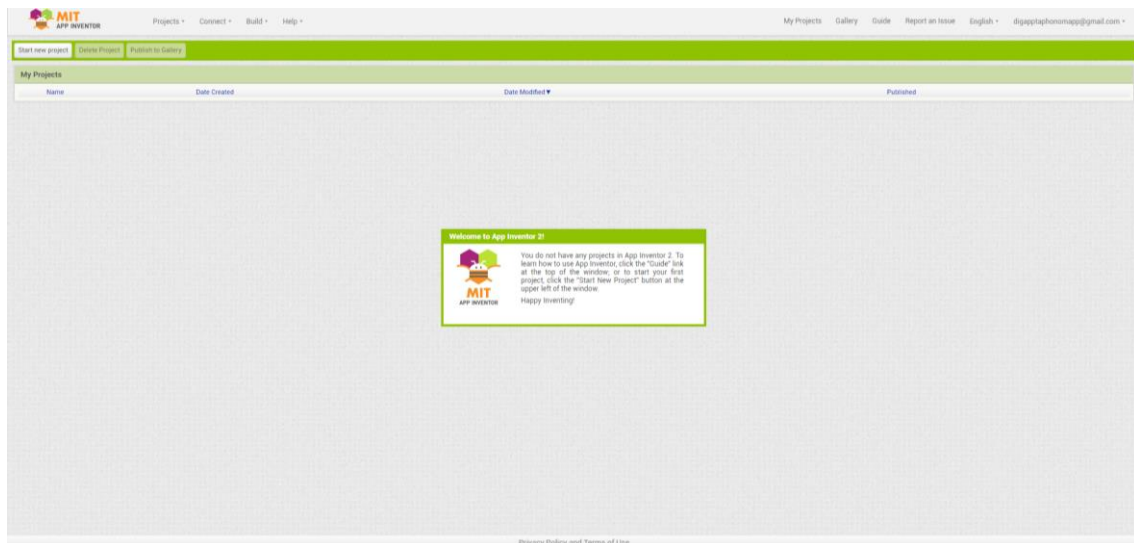 MIT
APP INVENTOR
Projects Connect Build Help
My Projects Gallery Guide Report an Issue English digapptaphonomapp@gmail.com
Start new project Delete Project Publish to Gallery
My Projects
Name Date Created Date Modified▼ Published
Welcome to App Inventor 2!
You do not have any projects in App Inventor 2. To
learn how to use App Inventor, click the "Guide" link
at the top of the window; or to start your first
project, click the "Start New Project" button at the
upper left of the window.
Happy Inventing!
MIT
APP INVENTOR
Privacy Policy and Terms of Use